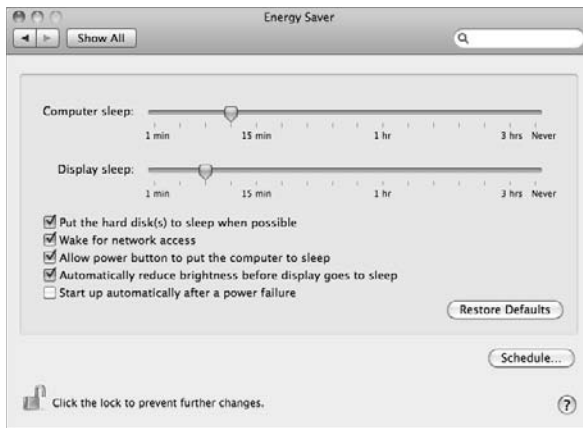 Energy Saver
Show All
Computer sleep:
1 min 15 min 1 hr 3 hrs Never
Display sleep:
1 min 15 min 1 hr 3 hrs Never
Put the hard disk(s) to sleep when possible
Wake for network access
Allow power button to put the computer to sleep
Automatically reduce brightness before display goes to sleep
Start up automatically after a power failure
Restore Defaults
Schedule...
Click the lock to prevent further changes.
?